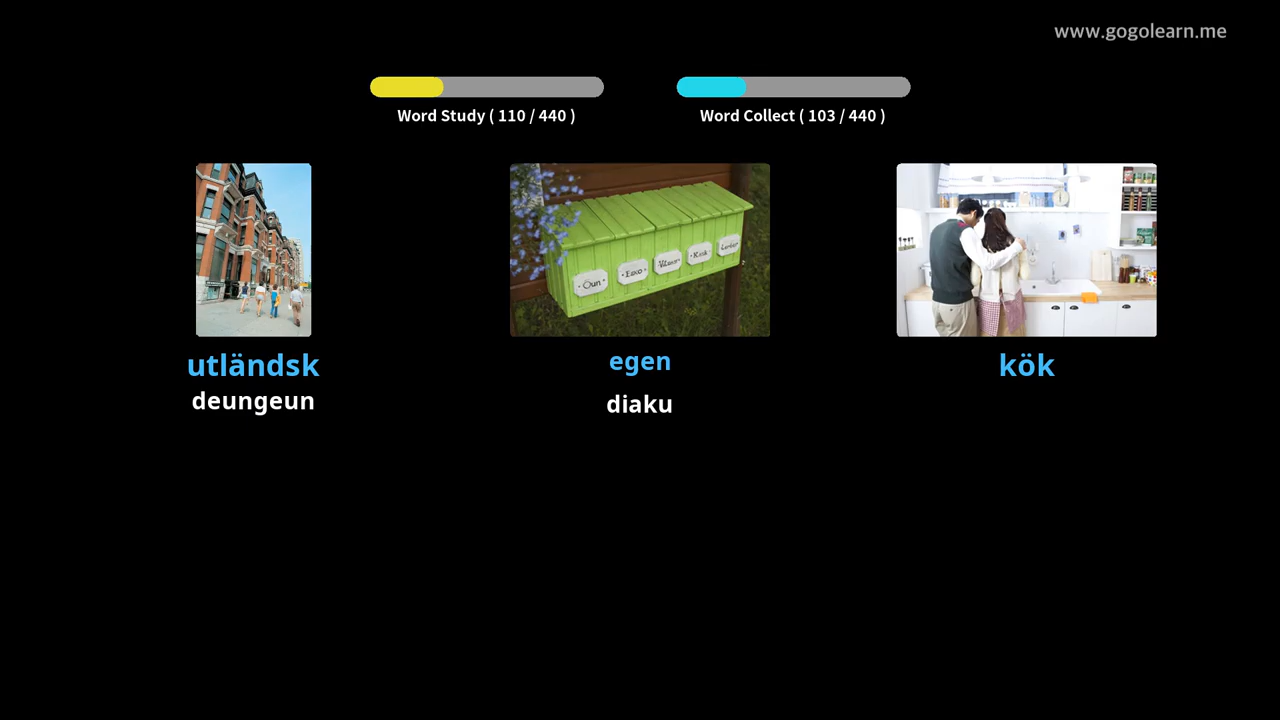 www.gogolearn.me
Word Study ( 110 / 440 )
Word Collect ( 103 / 440 )
utländsk
deungeun
egen
diaku
kök